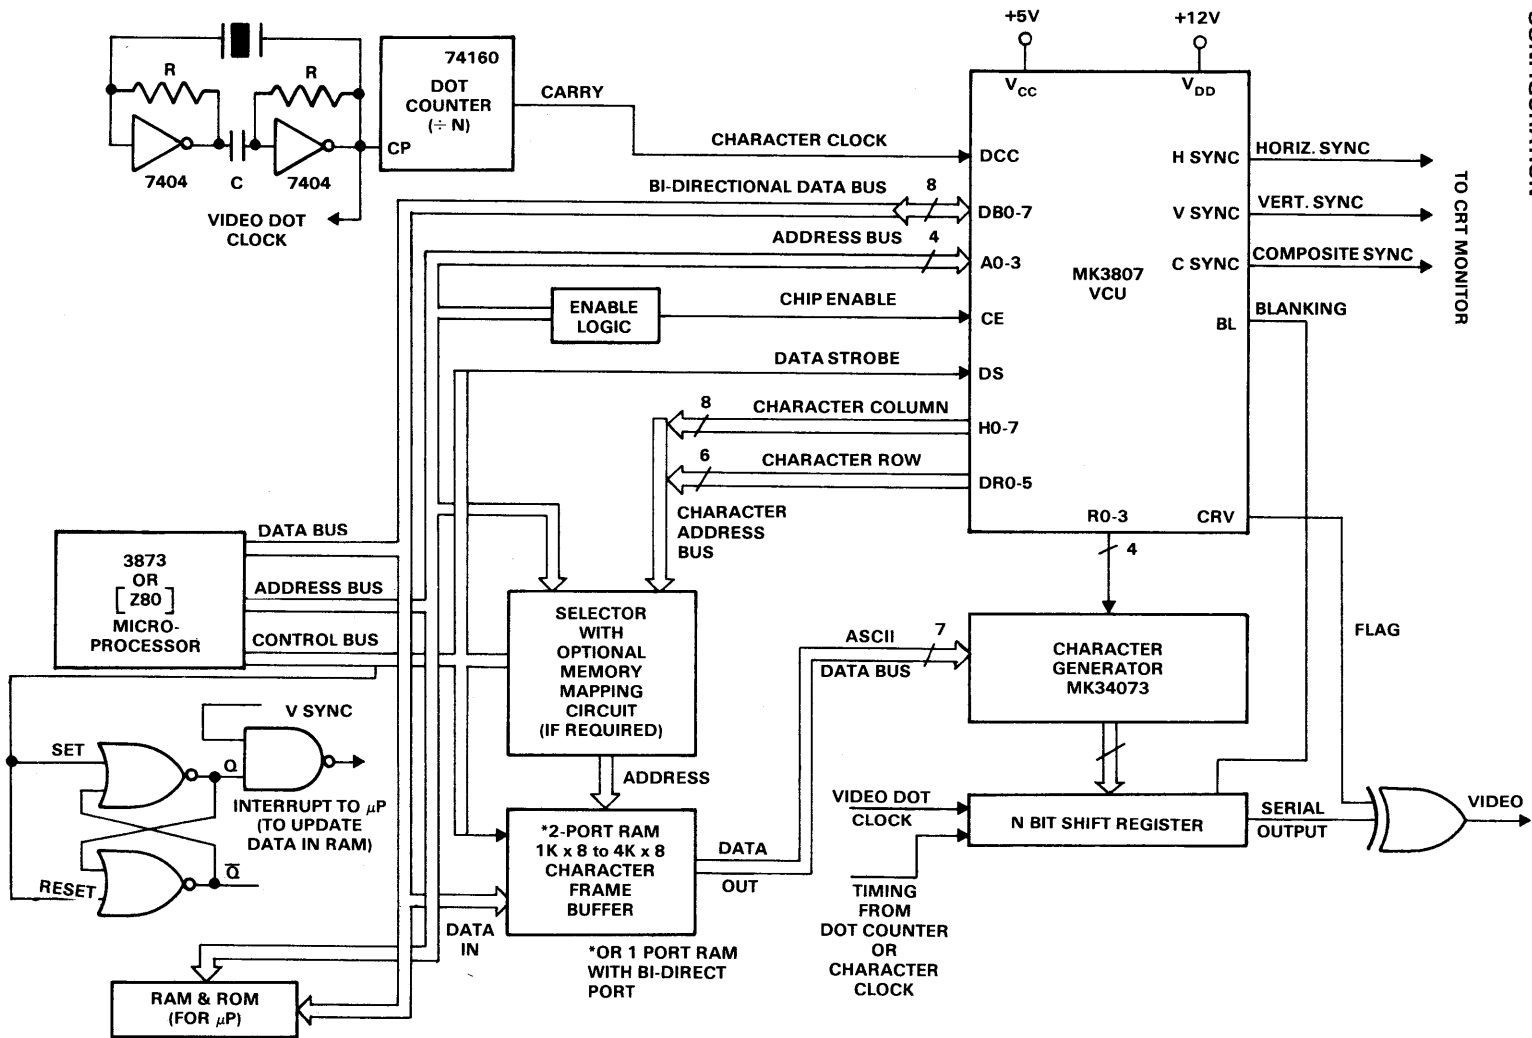 +5V
+12V
VCC
VDD
74160
DOT
COUNTER
(÷ N)
CP
R
R
7404
C
7404
VIDEO DOT
CLOCK
CARRY
CHARACTER CLOCK
BI-DIRECTIONAL DATA BUS
8
ADDRESS BUS
4
ENABLE
LOGIC
CHIP ENABLE
DATA STROBE
8
CHARACTER COLUMN
6
CHARACTER ROW
CHARACTER
ADDRESS
BUS
DCC
DB0-7
A0-3
CE
DS
H0-7
DR0-5
MK3807
VCU
H SYNC
V SYNC
C SYNC
BL
R0-3
CRV
HORIZ. SYNC
VERT. SYNC
COMPOSITE SYNC
BLANKING
TO CRT MONITOR
4
FLAG
3873
OR
[Z80]
MICRO-
PROCESSOR
DATA BUS
ADDRESS BUS
CONTROL BUS
SELECTOR
WITH
OPTIONAL
MEMORY
MAPPING
CIRCUIT
(IF REQUIRED)
ADDRESS
ASCII
7
DATA BUS
CHARACTER
GENERATOR
MK34073
V SYNC
SET
Q
INTERRUPT TO μP
(TO UPDATE
DATA IN RAM)
RESET
Q̅
*2-PORT RAM
1K x 8 to 4K x 8
CHARACTER
FRAME
BUFFER
DATA
OUT
DATA
IN
*OR 1 PORT RAM
WITH BI-DIRECT
PORT
VIDEO DOT
CLOCK
N BIT SHIFT REGISTER
SERIAL
OUTPUT
VIDEO
TIMING
FROM
DOT COUNTER
OR
CHARACTER
CLOCK
RAM & ROM
(FOR μP)